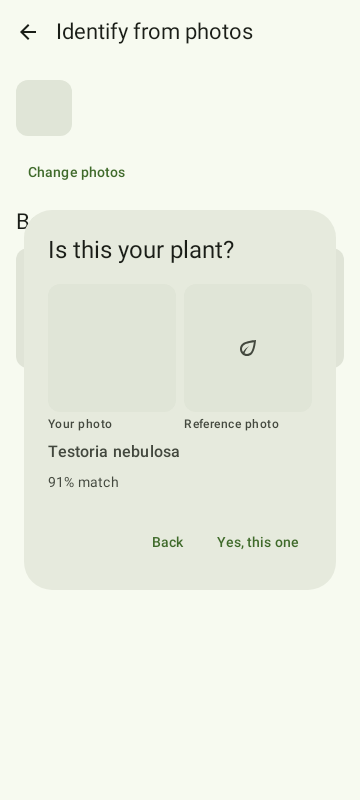 Identify from photos
Change photos
B
Is this your plant?
Your photo
Reference photo
Testoria nebulosa
91% match
Back
Yes, this one